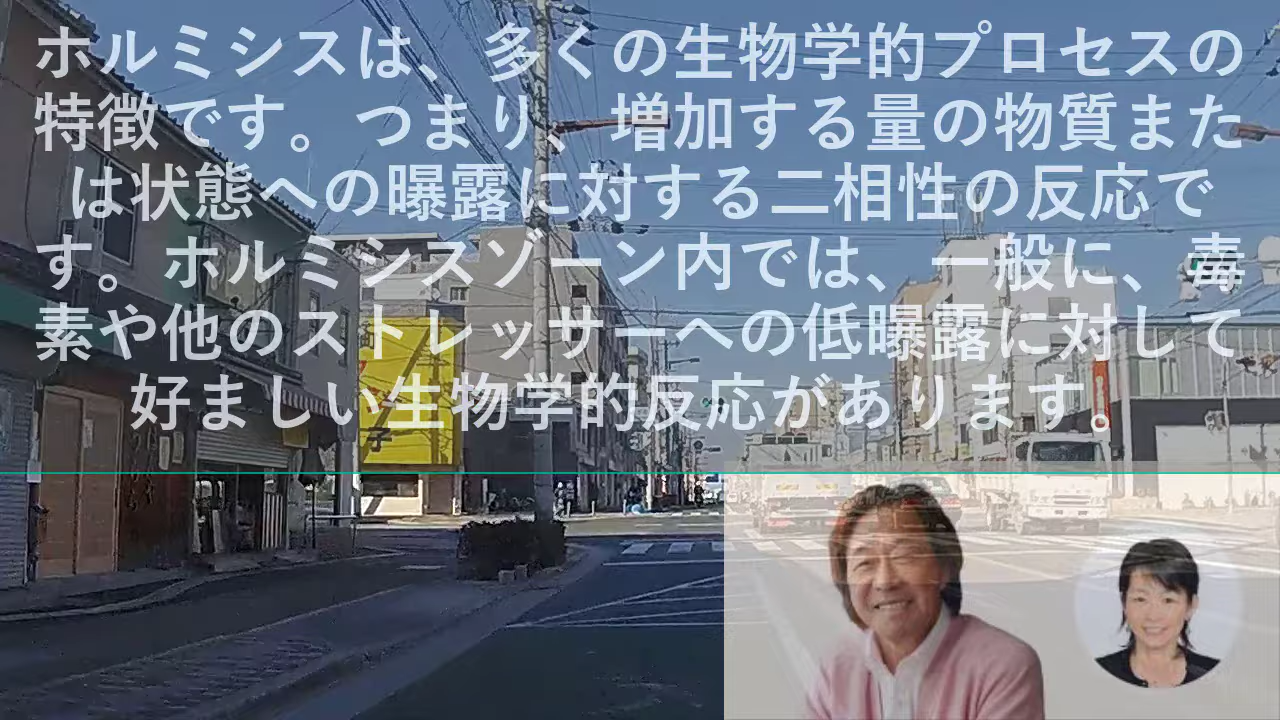 ホルミシスは、多くの生物学的プロセスの
特徴です。つまり、増加する量の物質また
は状態への曝露に対する二相性の反応で
す。ホルミシスゾーン内では、一般に、毒
素や他のストレッサーへの低曝露に対して
好ましい生物学的反応があります。
子